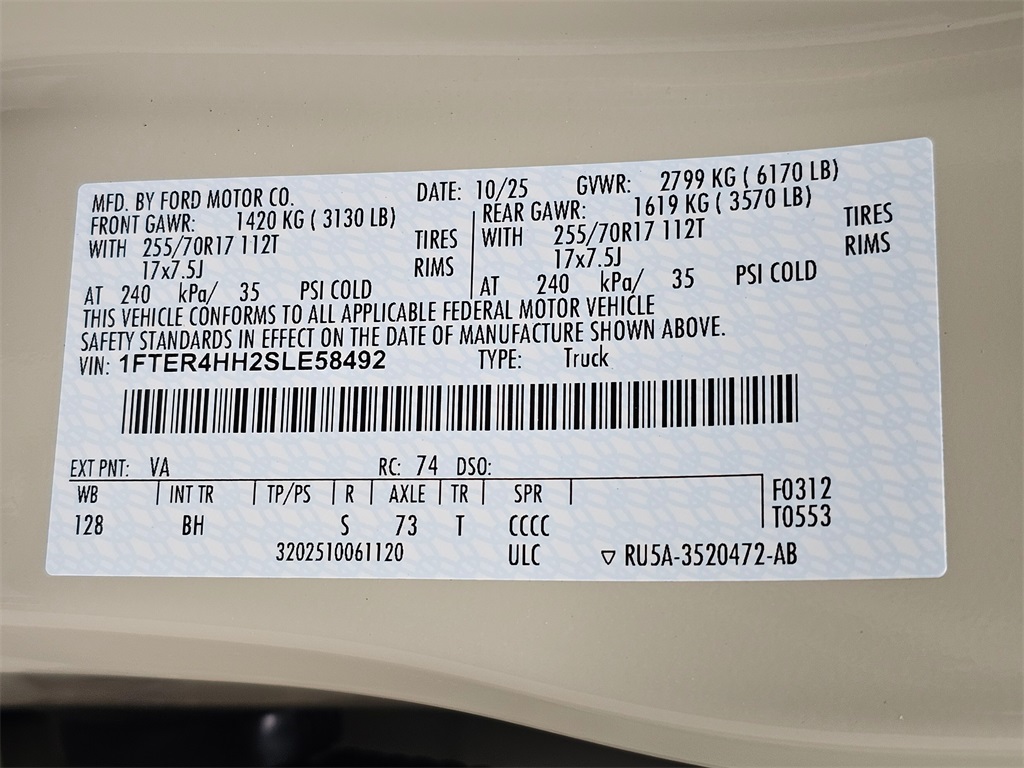 MFD. BY FORD MOTOR CO. DATE: 10/25 GVWR: 2799 KG ( 6170 LB)
FRONT GAWR: 1420 KG ( 3130 LB) REAR GAWR: 1619 KG ( 3570 LB)
WITH 255/70R17 112T TIRES WITH 255/70R17 112T TIRES
17x7.5J RIMS 17x7.5J RIMS
AT 240 kPa/ 35 PSI COLD AT 240 kPa/ 35 PSI COLD
THIS VEHICLE CONFORMS TO ALL APPLICABLE FEDERAL MOTOR VEHICLE
SAFETY STANDARDS IN EFFECT ON THE DATE OF MANUFACTURE SHOWN ABOVE.
VIN: 1FTER4HH2SLE58492 TYPE: Truck
EXT PNT: VA RC: 74 DSO:
WB INT TR TP/PS R AXLE TR SPR F0312
128 BH S 73 T CCCC T0553
3202510061120 ULC RU5A-3520472-AB